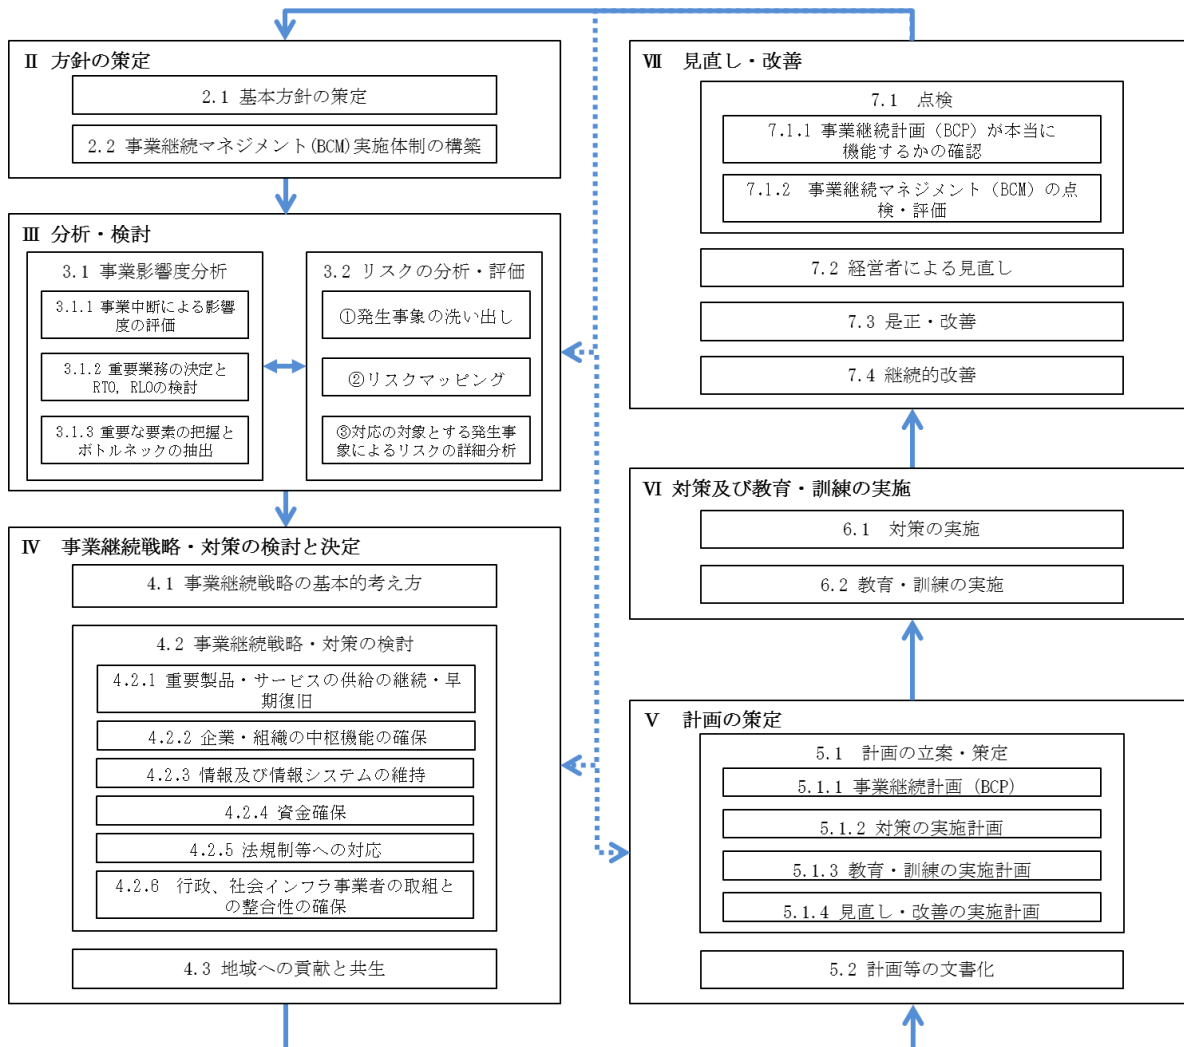 Ⅱ 方針の策定
2.1 基本方針の策定
2.2 事業継続マネジメント(BCM)実施体制の構築
Ⅲ 分析・検討
3.1 事業影響度分析
3.1.1 事業中断による影響
度の評価
3.1.2 重要業務の決定と
RTO, RLOの検討
3.1.3 重要な要素の把握と
ボトルネックの抽出
3.2 リスクの分析・評価
①発生事象の洗い出し
②リスクマッピング
③対応の対象とする発生事
象によるリスクの詳細分析
Ⅳ 事業継続戦略・対策の検討と決定
4.1 事業継続戦略の基本的考え方
4.2 事業継続戦略・対策の検討
4.2.1 重要製品・サービスの供給の継続・早
期復旧
4.2.2 企業・組織の中枢機能の確保
4.2.3 情報及び情報システムの維持
4.2.4 資金確保
4.2.5 法規制等への対応
4.2.6 行政、社会インフラ事業者の取組と
の整合性の確保
4.3 地域への貢献と共生
Ⅶ 見直し・改善
7.1 点検
7.1.1 事業継続計画（BCP）が本当に
機能するかの確認
7.1.2 事業継続マネジメント（BCM）の点
検・評価
7.2 経営者による見直し
7.3 是正・改善
7.4 継続的改善
Ⅵ 対策及び教育・訓練の実施
6.1 対策の実施
6.2 教育・訓練の実施
Ⅴ 計画の策定
5.1 計画の立案・策定
5.1.1 事業継続計画（BCP）
5.1.2 対策の実施計画
5.1.3 教育・訓練の実施計画
5.1.4 見直し・改善の実施計画
5.2 計画等の文書化